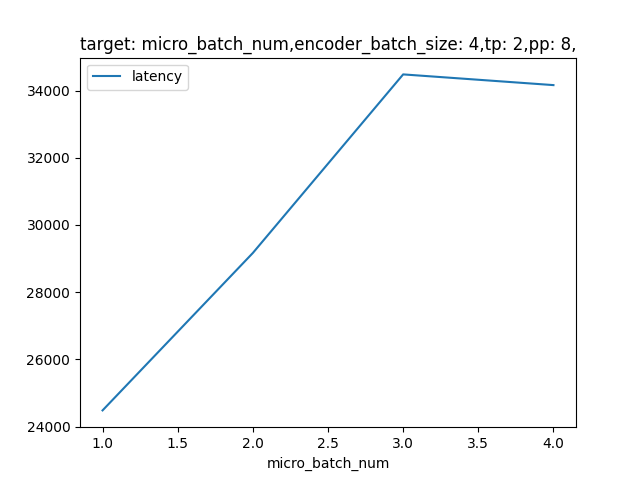 target: micro_batch_num,encoder_batch_size: 4,tp: 2,pp: 8,
latency
34000
32000
30000
28000
26000
24000
1.0 1.5 2.0 2.5 3.0 3.5 4.0
micro_batch_num